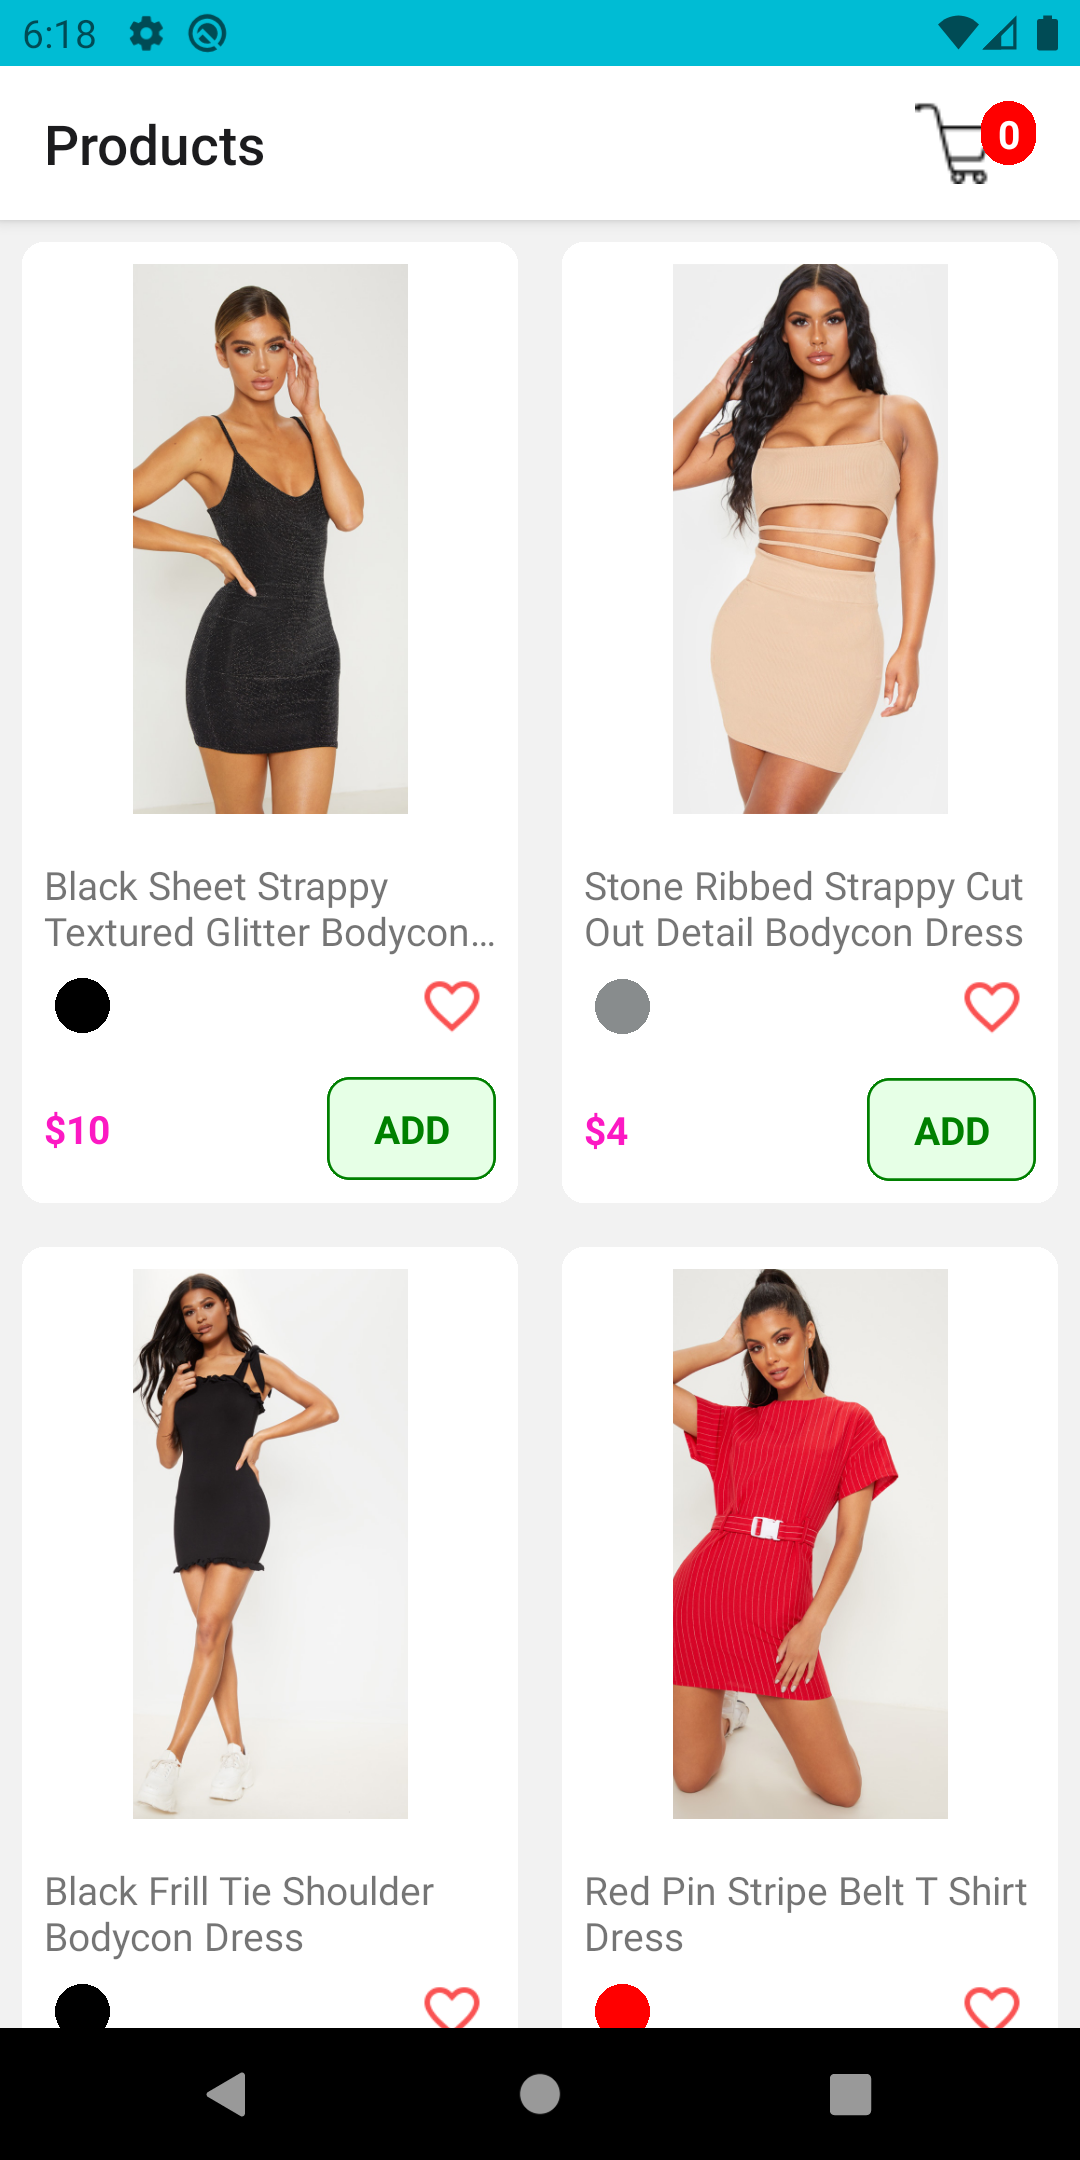 6:18
Products
0
Black Sheet Strappy
Textured Glitter Bodycon...
$10
ADD
Stone Ribbed Strappy Cut
Out Detail Bodycon Dress
$4
ADD
Black Frill Tie Shoulder
Bodycon Dress
Red Pin Stripe Belt T Shirt
Dress